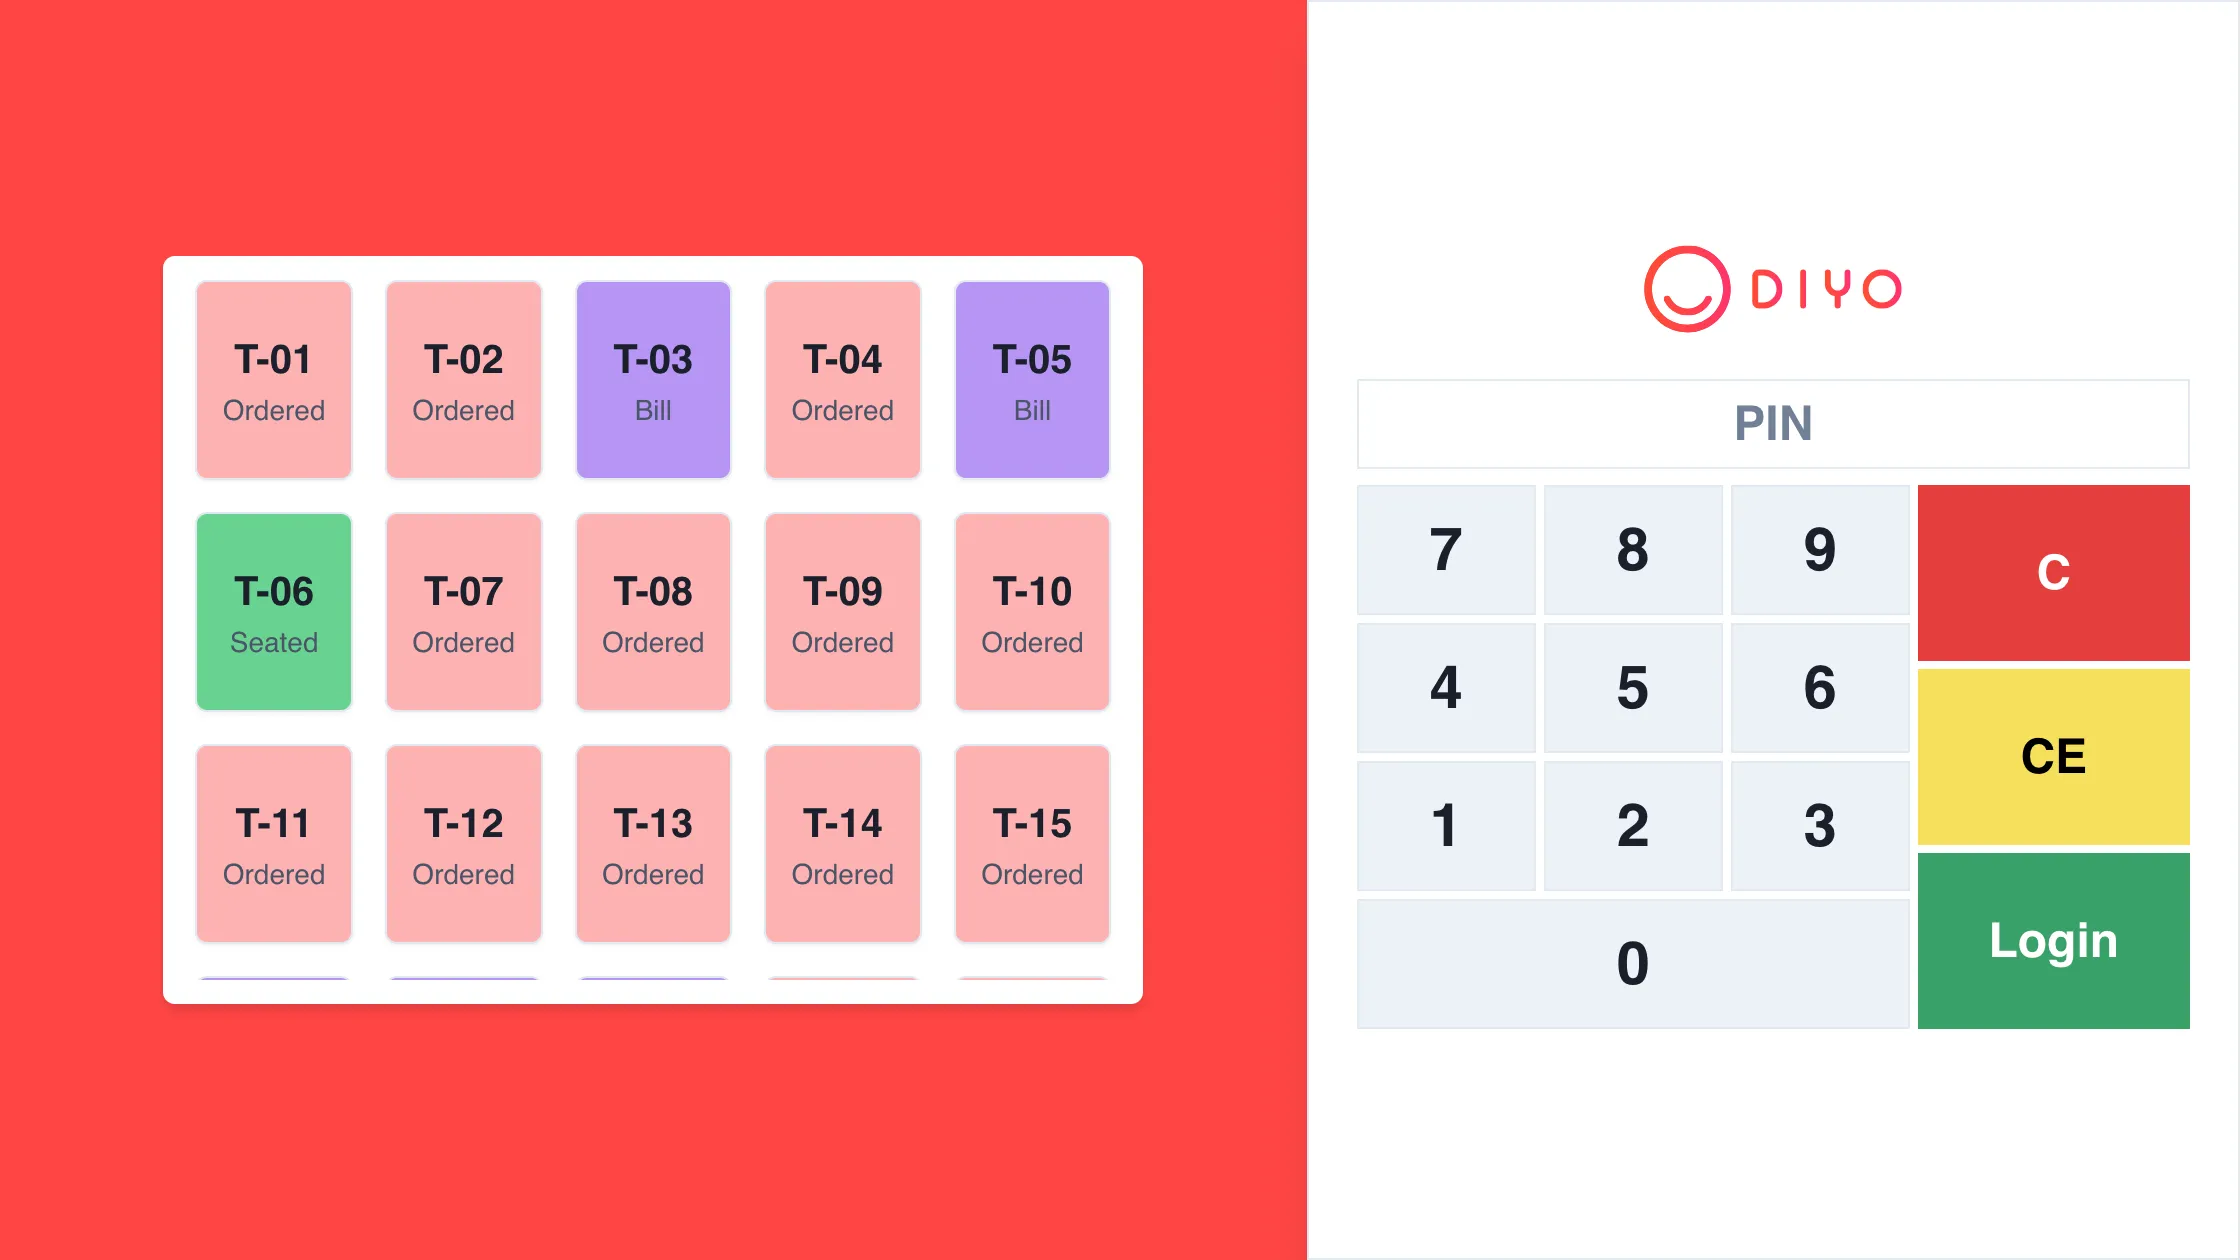 T-01
Ordered
T-02
Ordered
T-03
Bill
T-04
Ordered
T-05
Bill
T-06
Seated
T-07
Ordered
T-08
Ordered
T-09
Ordered
T-10
Ordered
T-11
Ordered
T-12
Ordered
T-13
Ordered
T-14
Ordered
T-15
Ordered
DIYO
PIN
7 8 9
C
4 5 6
CE
1 2 3
Login
0